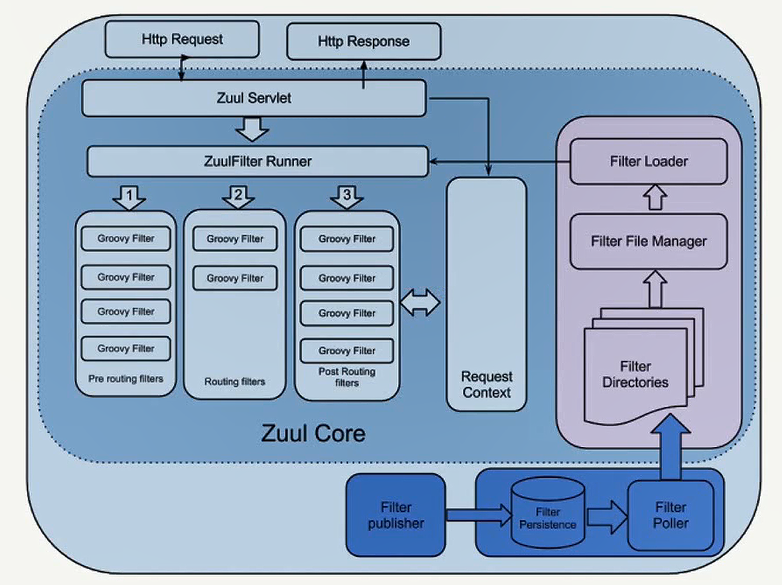 Http Request
Http Response
Zuul Servlet
ZuulFilter Runner
Filter Loader
1
2
3
Groovy Filter
Groovy Filter
Groovy Filter
Groovy Filter
Pre routing filters
Groovy Filter
Groovy Filter
Routing filters
Groovy Filter
Groovy Filter
Groovy Filter
Groovy Filter
Post Routing
filters
Request
Context
Filter File Manager
Filter
Directories
Zuul Core
Filter
publisher
Filter
Persistence
Filter
Poller